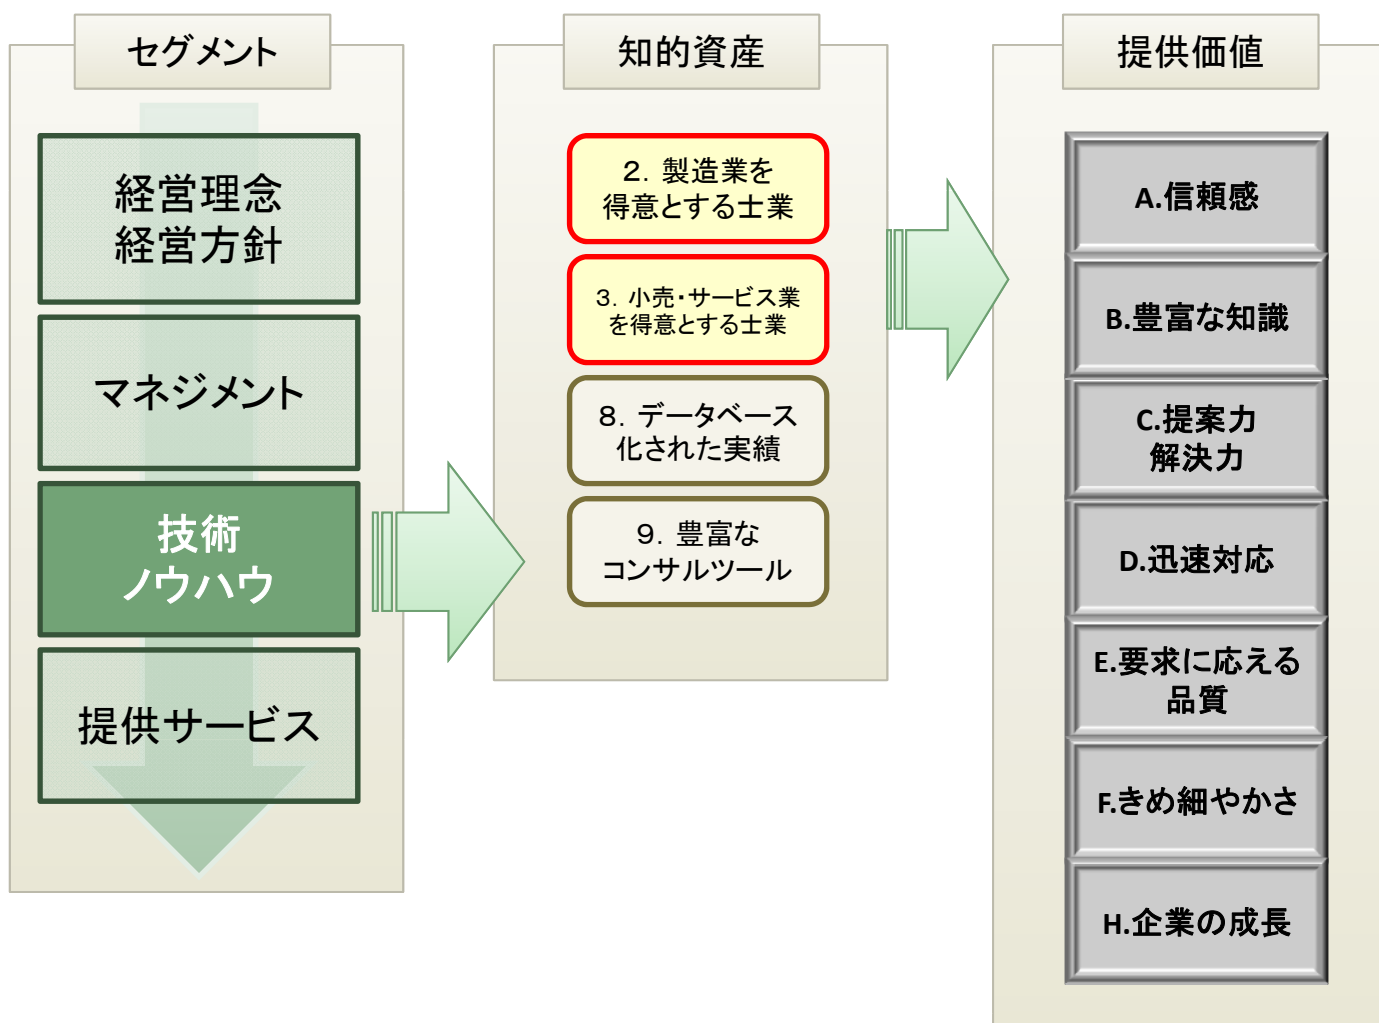 セグメント
経営理念
経営方針
マネジメント
技術
ノウハウ
提供サービス
知的資産
２．製造業を
得意とする士業
３．小売・サービス業
を得意とする士業
８．データベース
化された実績
９．豊富な
コンサルツール
提供価値
A.信頼感
B.豊富な知識
C.提案力
解決力
D.迅速対応
E.要求に応える
品質
F.きめ細やかさ
H.企業の成長